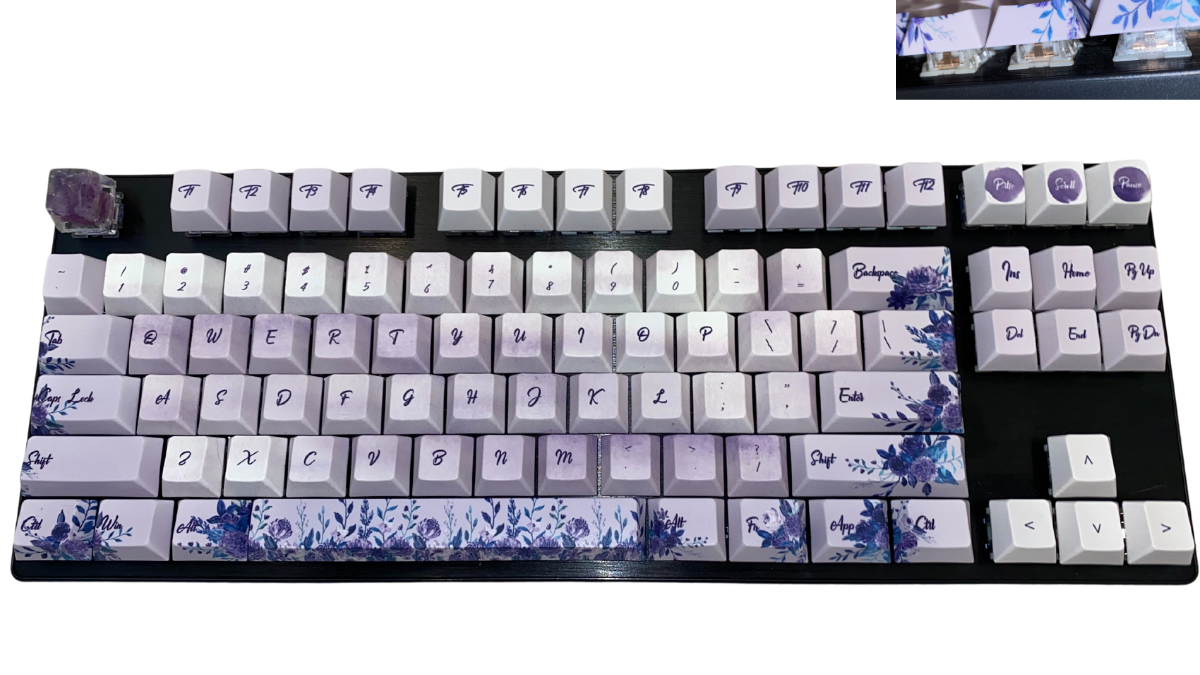 F1 F2 F3 F4 F5 F6 F7 F8 F9 F10 F11 F12 Scroll Pause
~ ! @ # $ % ^ & * ( ) _ +
1 2 3 4 5 6 7 8 9 0 - = Backspace Ins Home Pg Up
Tab Q W E R T Y U I O P \ Del End Pg Dn
Caps Lock A S D F G H J K L : ; " ' Enter
Shift Z X C V B N M < . > . ? / Shift ^
Ctrl Win Alt Alt Fn App Ctrl < v >